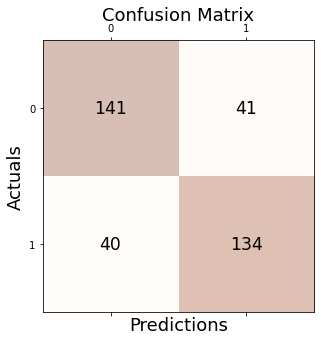 Confusion Matrix
0 1
0 141 41
Actuals
1 40 134
Predictions